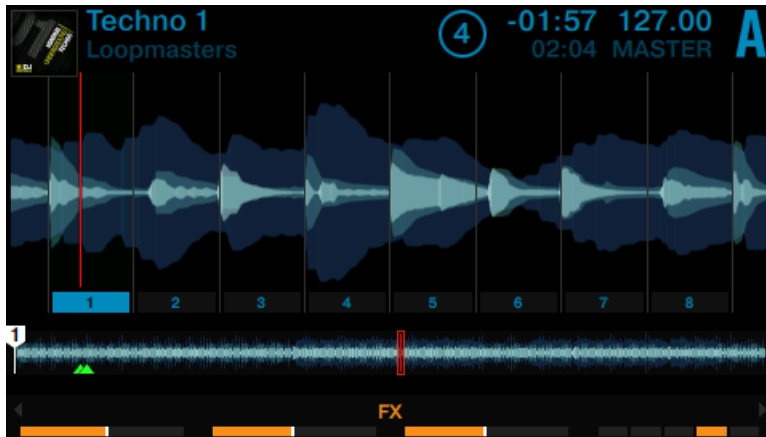 Techno 1
Loopmasters
4
-01:57 127.00
02:04 MASTER
A
1 2 3 4 5 6 7 8
1
FX